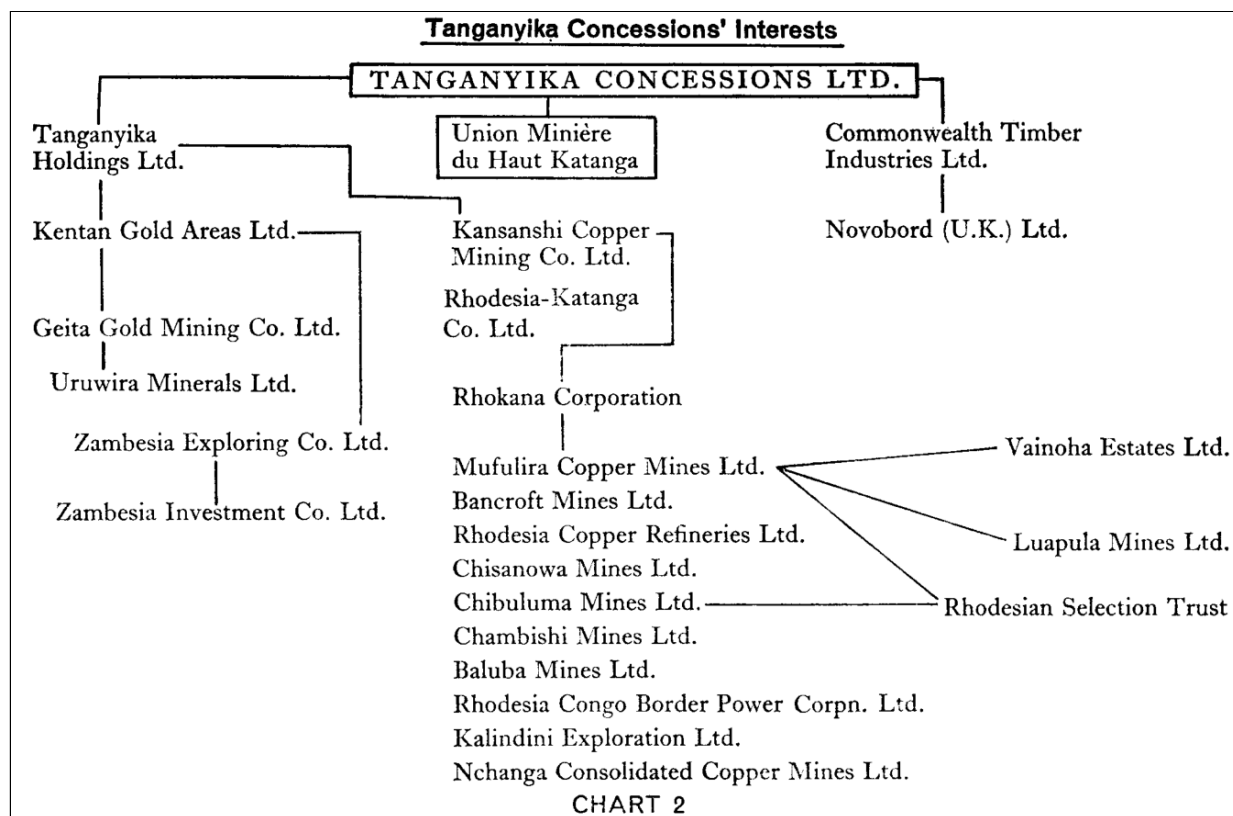 Tanganyika Concessions' Interests
TANGANYIKA CONCESSIONS LTD.
Tanganyika
Holdings Ltd.
Union Minière
du Haut Katanga
Commonwealth Timber
Industries Ltd.
Kentan Gold Areas Ltd.
Kansanshi Copper
Mining Co. Ltd.
Novobord (U.K.) Ltd.
Rhodesia-Katanga
Co. Ltd.
Geita Gold Mining Co. Ltd.
Uruwira Minerals Ltd.
Rhokana Corporation
Zambesia Exploring Co. Ltd.
Zambesia Investment Co. Ltd.
Mufulira Copper Mines Ltd.
Bancroft Mines Ltd.
Rhodesia Copper Refineries Ltd.
Chisanowa Mines Ltd.
Chibuluma Mines Ltd.
Chambishi Mines Ltd.
Baluba Mines Ltd.
Rhodesia Congo Border Power Corpn. Ltd.
Kalindini Exploration Ltd.
Nchanga Consolidated Copper Mines Ltd.
Vainoha Estates Ltd.
Luapula Mines Ltd.
Rhodesian Selection Trust
CHART 2